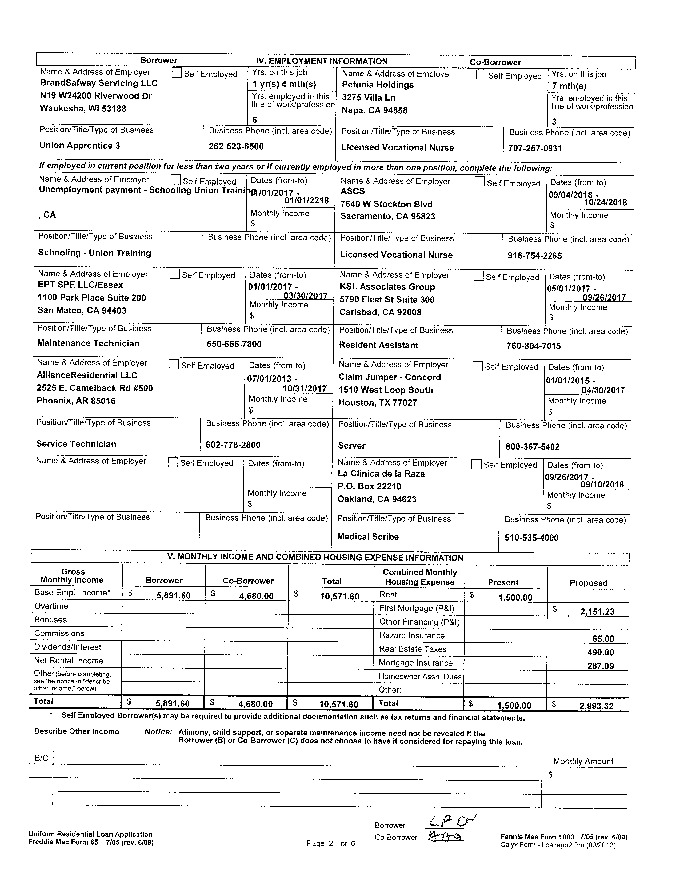 Borrower IV. EMPLOYMENT INFORMATION Co-Borrower
Name & Address of Employer Self Employed Yrs. on this job Name & Address of Employe Self Employed Yrs. on this job
BrandSafway Servicing LLC 1 yr(s) 4 mth(s) Petunia Holdings 7 mth(s)
N19 W24200 Riverwood Dr Yrs. employed in this 3275 Villa Ln Yrs. employed in this
Waukesha, WI 53188 line of work/profession Napa, CA 94558 line of work/profession
Position/Title/Type of Business Business Phone (incl. area code) Position/Title/Type of Business Business Phone (incl. area code)
Union Apprentice 3 262-523-6500 Licensed Vocational Nurse 707-257-0931
If employed in current position for less than two years or if currently employed in more than one position, complete the following:
Name & Address of Employer Self Employed Dates (from-to) Name & Address of Employer Self Employed Dates (from-to)
Unemployment payment - Schooling Union Training 01/01/2017 - ASCS 09/04/2018 -
01/01/2218 7640 W Stockton Blvd 10/24/2018
, CA Monthly Income Sacramento, CA 95823 Monthly Income
$ $
Position/Title/Type of Business Business Phone (incl. area code) Position/Title/Type of Business Business Phone (incl. area code)
Schooling - Union Training Licensed Vocational Nurse 916-754-2265
Name & Address of Employer Self Employed Dates (from-to) Name & Address of Employer Self Employed Dates (from-to)
EPT SPE LLC/Essex 01/01/2017 - KSL Associates Group 05/01/2017 -
1100 Park Place Suite 200 03/30/2017 5790 Fleet St Suite 300 09/26/2017
San Mateo, CA 94403 Monthly Income Carlsbad, CA 92008 Monthly Income
$ $
Position/Title/Type of Business Business Phone (incl. area code) Position/Title/Type of Business Business Phone (incl. area code)
Maintenance Technician 650-655-7800 Resident Assistant 760-804-7015
Name & Address of Employer Self Employed Dates (from-to) Name & Address of Employer Self Employed Dates (from-to)
AllianceResidential LLC 07/01/2013 - Claim Jumper - Concord 01/01/2015 -
2525 E. Camelback Rd #500 10/31/2017 1510 West Loop South 04/30/2017
Phoenix, AR 85016 Monthly Income Houston, TX 77027 Monthly Income
$ $
Position/Title/Type of Business Business Phone (incl. area code) Position/Title/Type of Business Business Phone (incl. area code)
Service Technician 602-778-2800 Server 800-367-5402
Name & Address of Employer Self Employed Dates (from-to) Name & Address of Employer Self Employed Dates (from-to)
La Clinica de la Raza 09/26/2017 -
P.O. Box 22210 09/10/2018
Monthly Income Oakland, CA 94623 Monthly Income
$ $
Position/Title/Type of Business Business Phone (incl. area code) Position/Title/Type of Business Business Phone (incl. area code)
Medical Scribe 510-535-4000
V. MONTHLY INCOME AND COMBINED HOUSING EXPENSE INFORMATION
Gross Monthly Income Borrower Co-Borrower Total Combined Monthly Housing Expense Present Proposed
Base Empl. Income* $ 5,891.60 $ 4,680.00 $ 10,571.60 Rent $ 1,500.00
Overtime First Mortgage (P&I) $ 2,151.23
Bonuses Other Financing (P&I)
Commissions Hazard Insurance 65.00
Dividends/Interest Real Estate Taxes 490.00
Net Rental Income Mortgage Insurance 287.09
Other (before completing, Homeowner Assn. Dues
see the notice in "describe
other income," below) Other:
Total $ 5,891.60 $ 4,680.00 $ 10,571.60 Total $ 1,500.00 $ 2,993.32
* Self Employed Borrower(s) may be required to provide additional documentation such as tax returns and financial statements.
Describe Other Income Notice: Alimony, child support, or separate maintenance income need not be revealed if the
Borrower (B) or Co-Borrower (C) does not choose to have it considered for repaying this loan.
B/C Monthly Amount
$
Borrower
Co-Borrower
Uniform Residential Loan Application Fannie Mae Form 1003 7/05 (rev. 6/09)
Freddie Mac Form 65 7/05 (rev. 6/09) Page 2 of 5